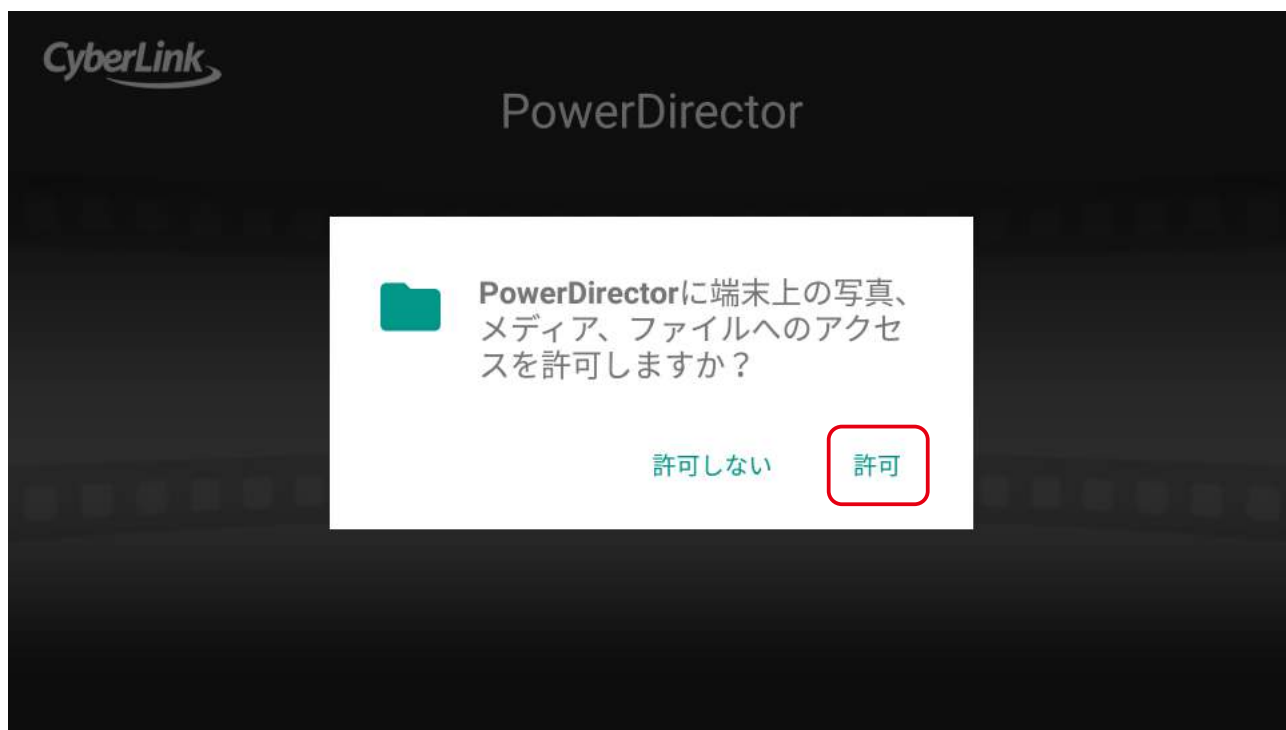 CyberLink
PowerDirector
PowerDirectorに端末上の写真、
メディア、ファイルへのアクセ
スを許可しますか？
許可しない
許可